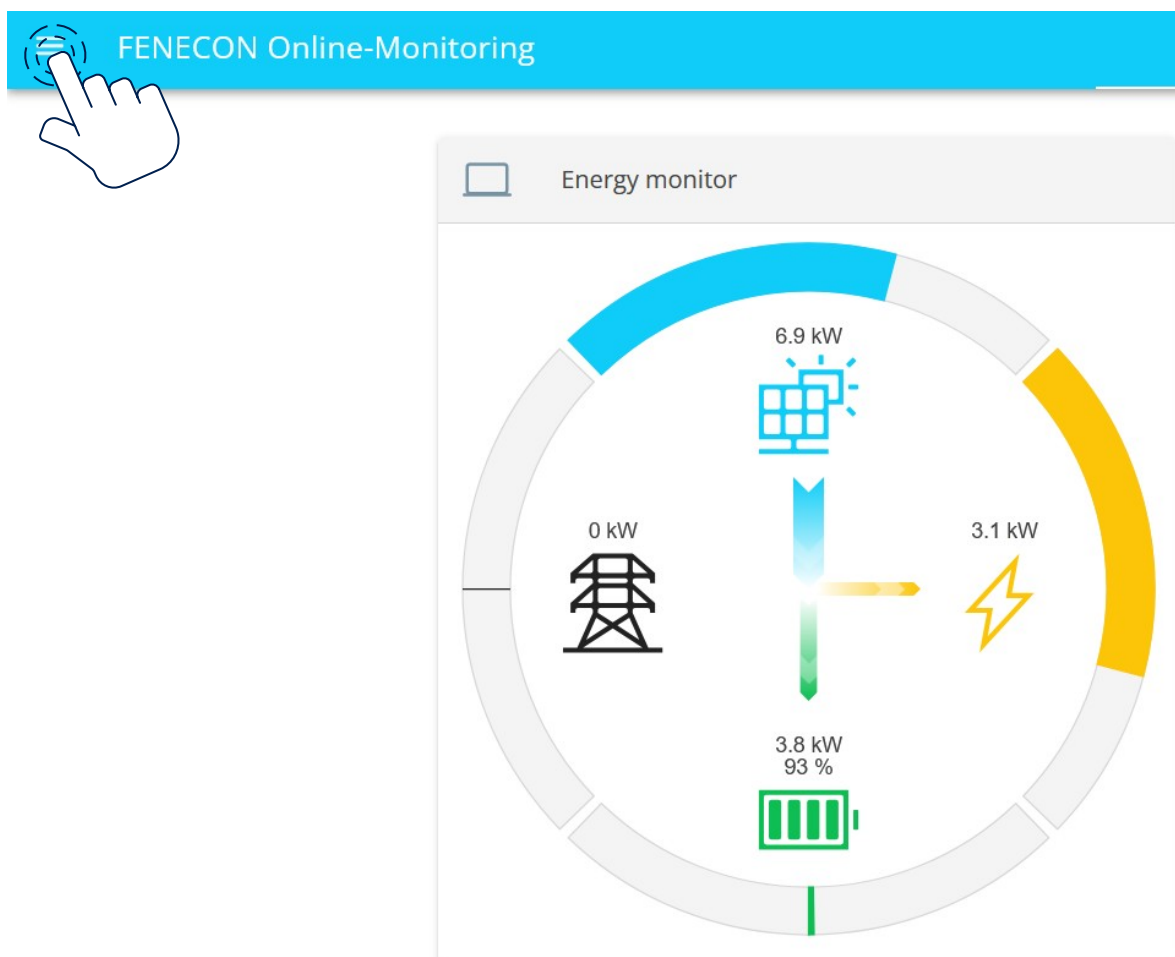 FENECON Online-Monitoring
Energy monitor
6.9 kW
0 kW
3.1 kW
3.8 kW
93 %